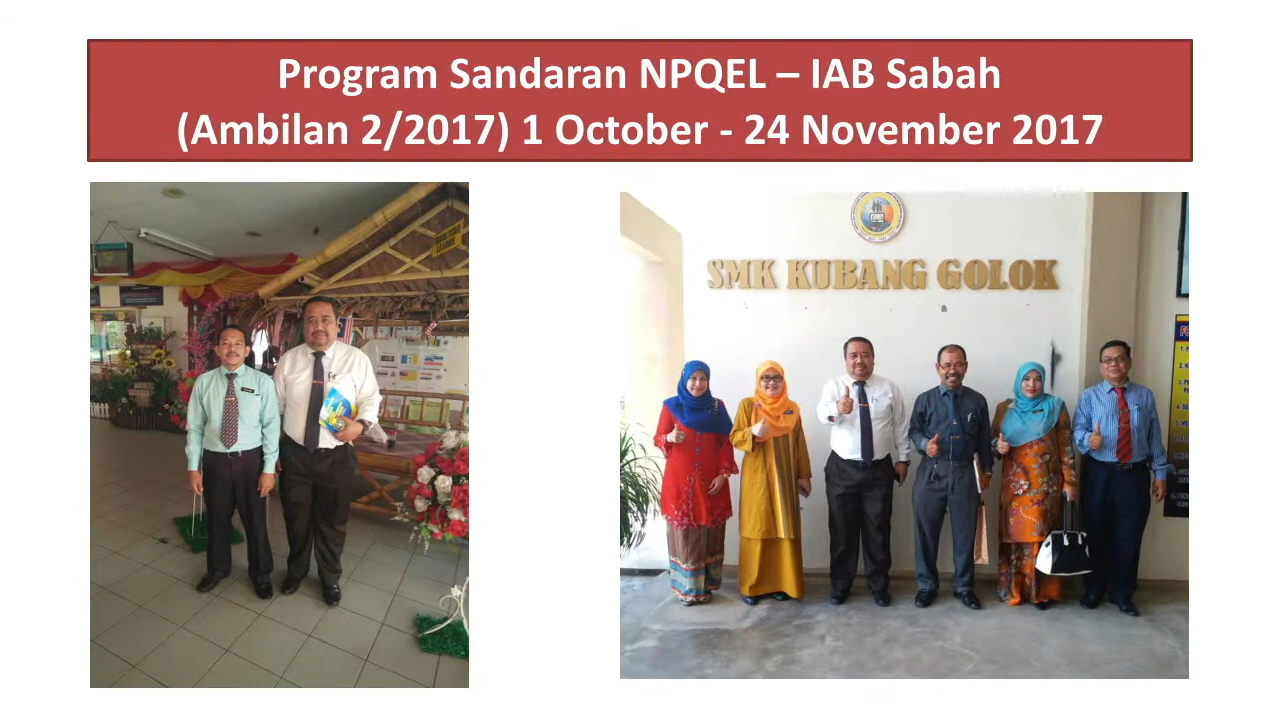 Program Sandaran NPQEL – IAB Sabah
(Ambilan 2/2017) 1 October - 24 November 2017
SMK KUBANG GOLOK